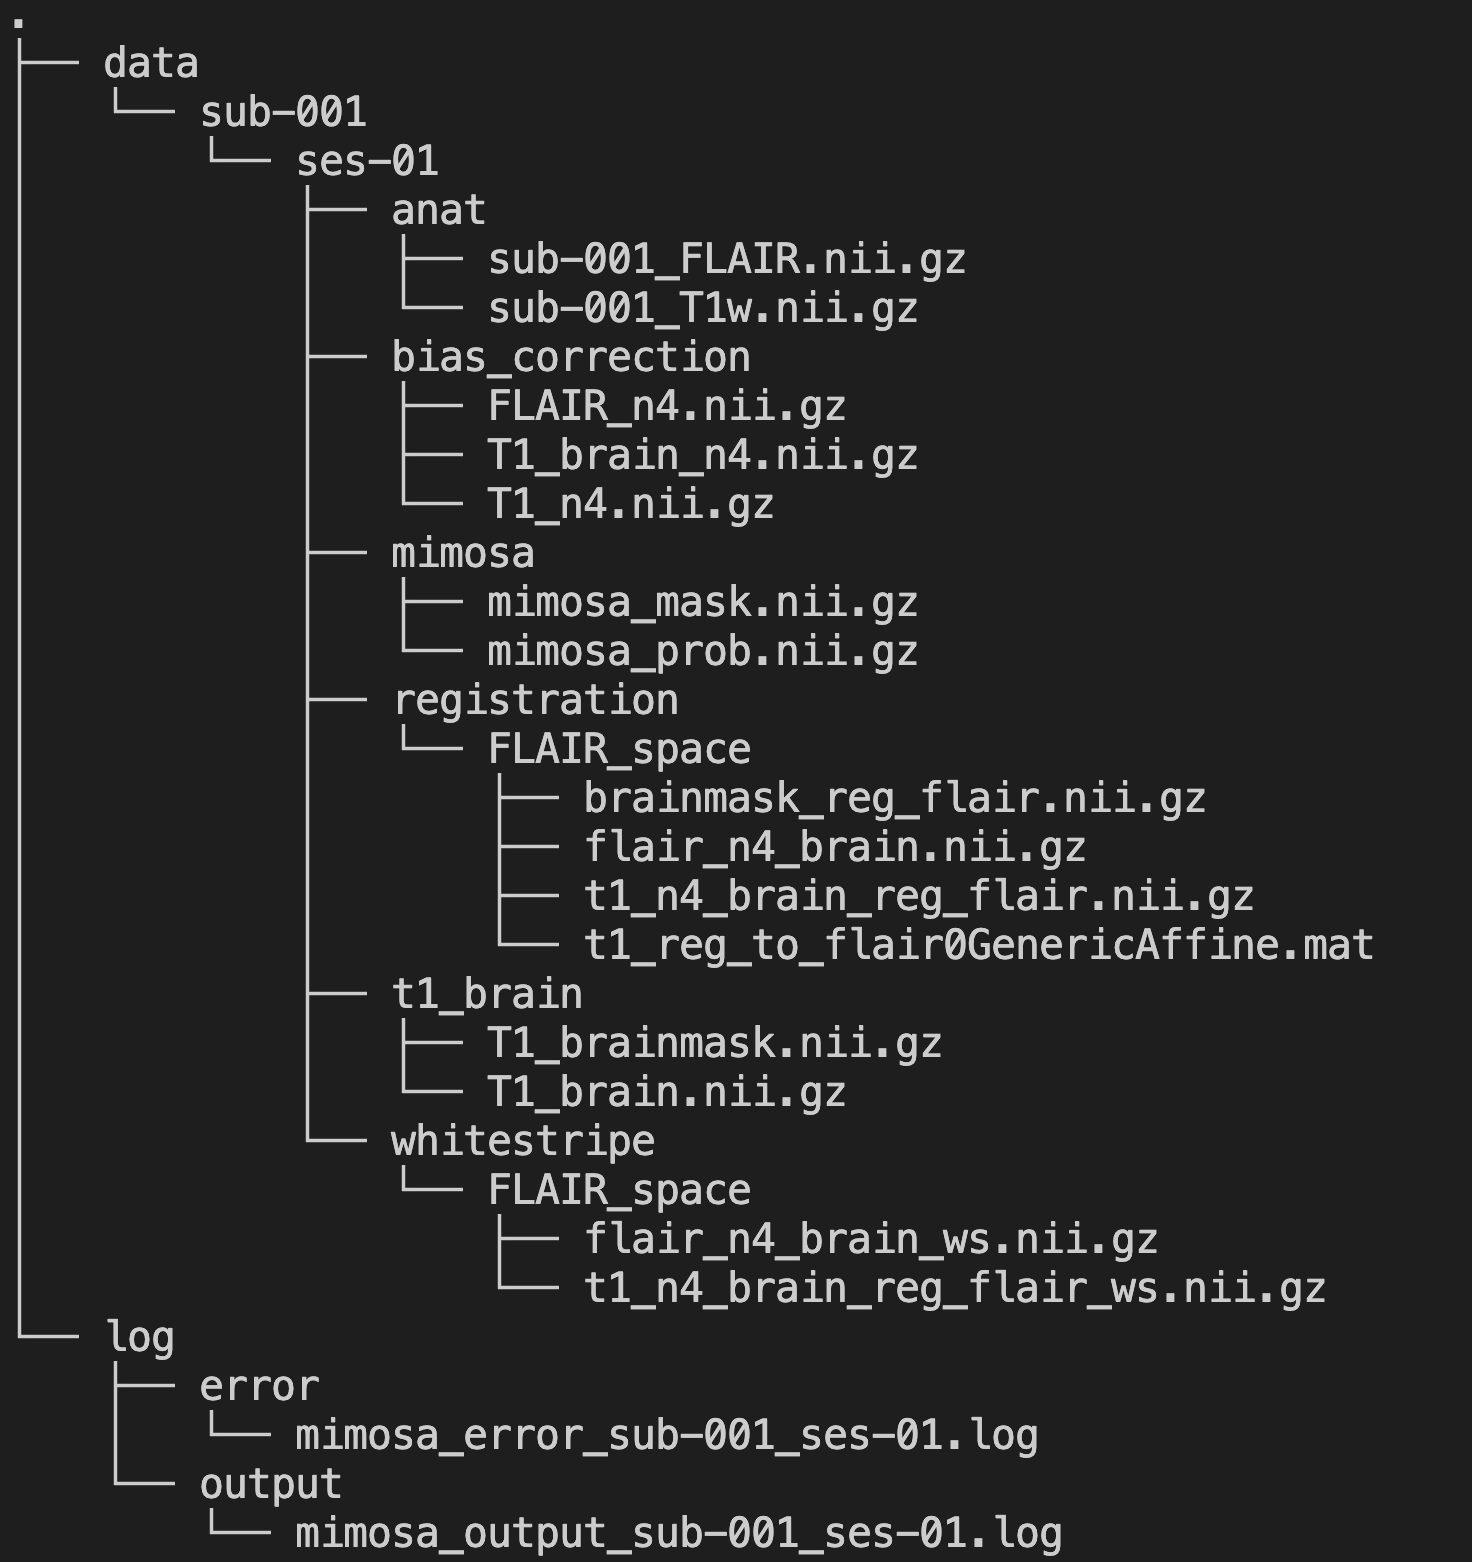 .
├── data
│   └── sub-001
│       └── ses-01
│           ├── anat
│           │   ├── sub-001_FLAIR.nii.gz
│           │   └── sub-001_T1w.nii.gz
│           ├── bias_correction
│           │   ├── FLAIR_n4.nii.gz
│           │   ├── T1_brain_n4.nii.gz
│           │   └── T1_n4.nii.gz
│           ├── mimosa
│           │   ├── mimosa_mask.nii.gz
│           │   └── mimosa_prob.nii.gz
│           ├── registration
│           │   └── FLAIR_space
│           │       ├── brainmask_reg_flair.nii.gz
│           │       ├── flair_n4_brain.nii.gz
│           │       ├── t1_n4_brain_reg_flair.nii.gz
│           │       └── t1_reg_to_flair0GenericAffine.mat
│           ├── t1_brain
│           │   ├── T1_brainmask.nii.gz
│           │   └── T1_brain.nii.gz
│           └── whitestripe
│               └── FLAIR_space
│                   ├── flair_n4_brain_ws.nii.gz
│                   └── t1_n4_brain_reg_flair_ws.nii.gz
└── log
    ├── error
    │   └── mimosa_error_sub-001_ses-01.log
    └── output
        └── mimosa_output_sub-001_ses-01.log